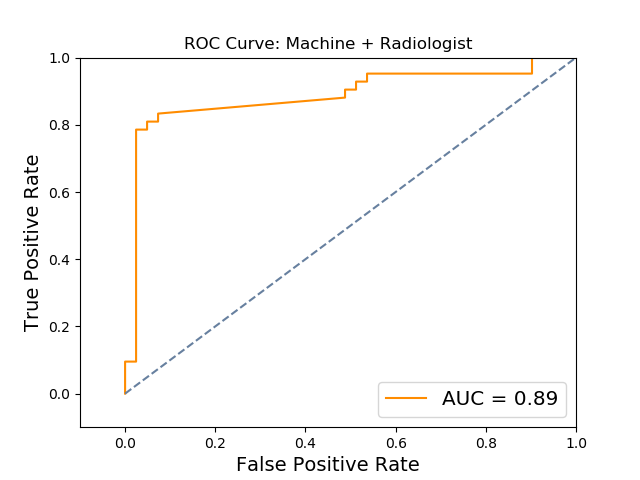 ROC Curve: Machine + Radiologist
1.0
0.8
0.6
0.4
0.2
0.0
True Positive Rate
AUC = 0.89
0.0 0.2 0.4 0.6 0.8 1.0
False Positive Rate